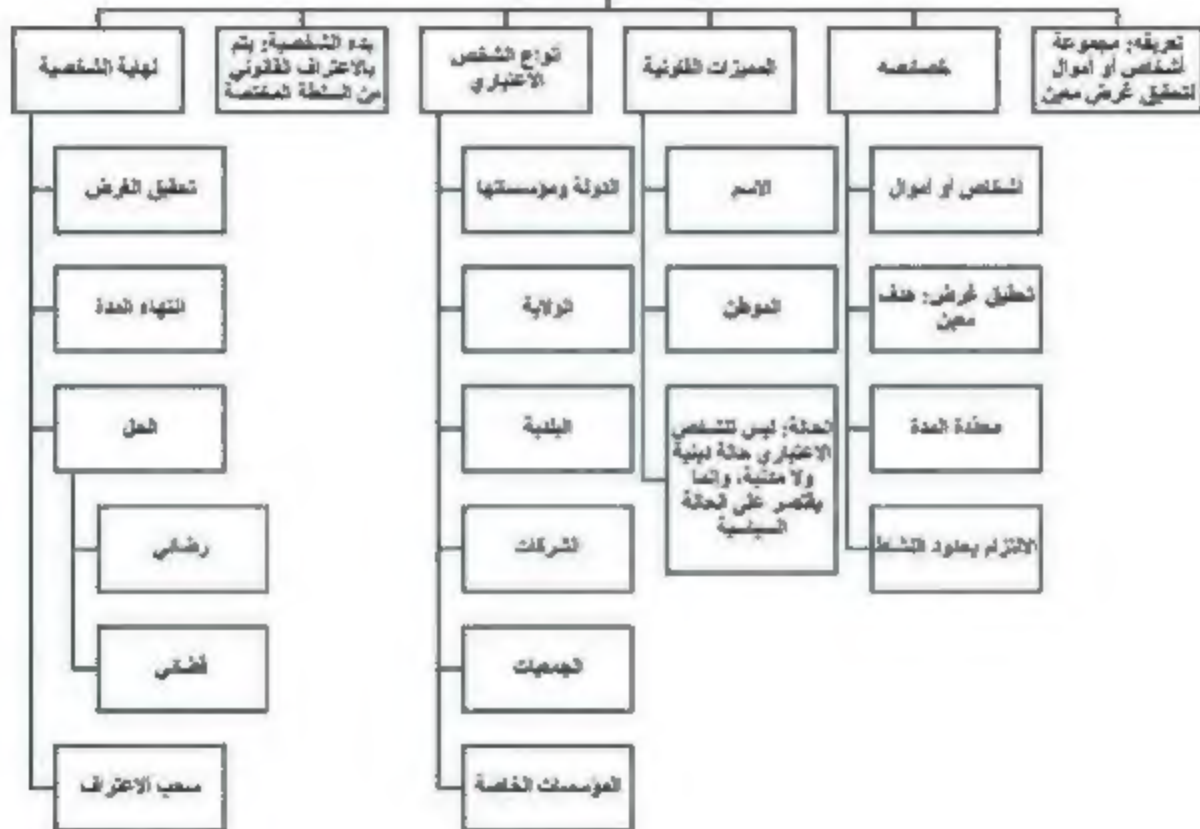 تعريفه: مجموعة
أشخاص أو أموال
لتحقيق غرض معين
خصائصه
أشخاص أو أموال
تحقيق غرض: هدف
معين
محددة المدة
الالتزام بحدود النشاط
المميزات القانونية
الاسم
الموطن
الحالة: ليس للشخص
الاعتباري حالة دينية
ولا مدنية، وإنما
يقتصر على الحالة
السياسية
أنواع الشخص
الاعتباري
الدولة ومؤسساتها
الولاية
البلدية
الشركات
الجمعيات
المؤسسات الخاصة
بدء الشخصية: يتم
بالاعتراف القانوني
من السلطة المختصة
نهاية الشخصية
تحقيق الغرض
انتهاء المدة
الحل
رضائي
قضائي
سحب الاعتراف